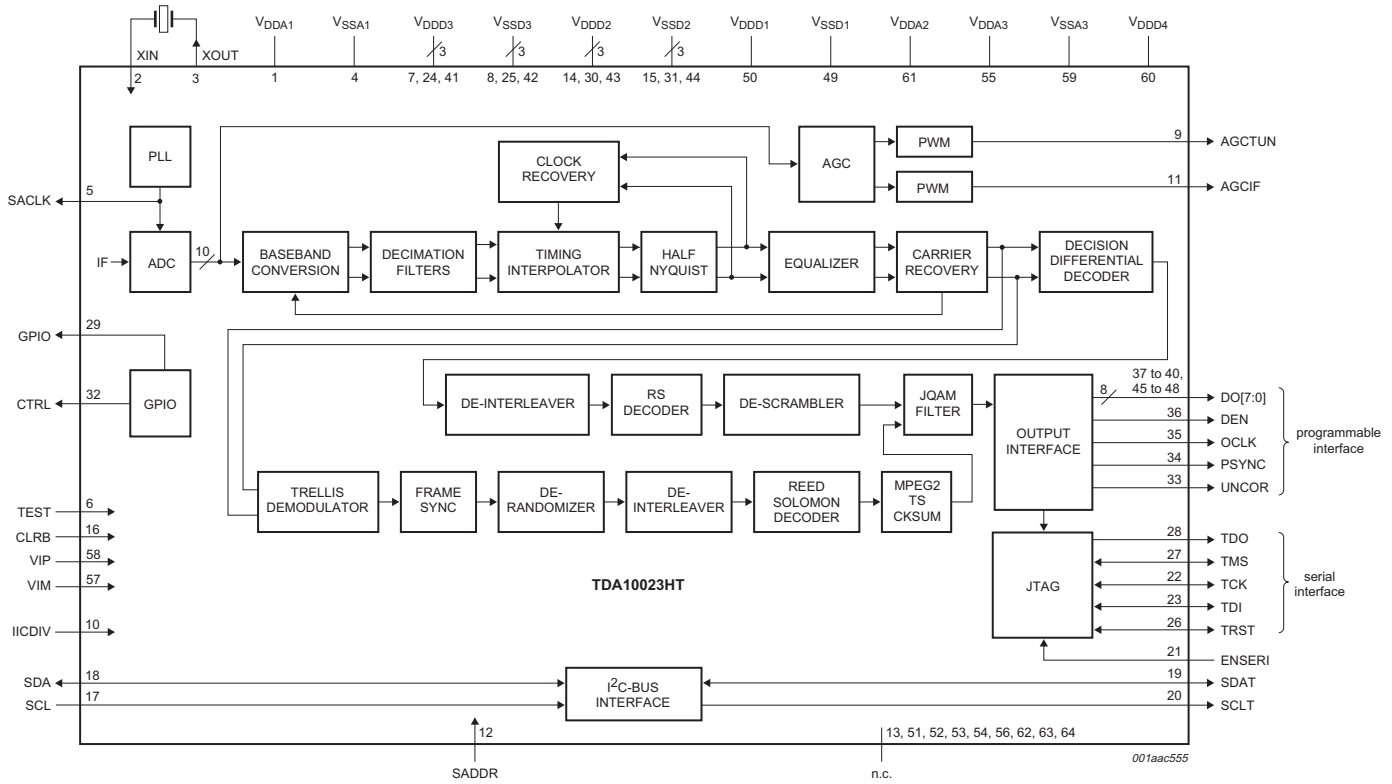 VDDA1 VSSA1 VDDD3 VSSD3 VDDD2 VSSD2 VDDD1 VSSD1 VDDA2 VDDA3 VSSA3 VDDD4
XIN XOUT 3 3 3 3
2 3 1 4 7, 24, 41 8, 25, 42 14, 30, 43 15, 31, 44 50 49 61 55 59 60
PLL
CLOCK
RECOVERY
AGC
PWM
9 AGCTUN
PWM
11 AGCIF
SACLK 5
IF
ADC
10
BASEBAND
CONVERSION
DECIMATION
FILTERS
TIMING
INTERPOLATOR
HALF
NYQUIST
EQUALIZER
CARRIER
RECOVERY
DECISION
DIFFERENTIAL
DECODER
GPIO 29
CTRL 32
GPIO
DE-INTERLEAVER
RS
DECODER
DE-SCRAMBLER
JQAM
FILTER
OUTPUT
INTERFACE
37 to 40,
45 to 48
8 DO[7:0]
36 DEN
35 OCLK
34 PSYNC
33 UNCOR
programmable
interface
TRELLIS
DEMODULATOR
FRAME
SYNC
DE-
RANDOMIZER
DE-
INTERLEAVER
REED
SOLOMON
DECODER
MPEG2
TS
CKSUM
TEST 6
CLRB 16
VIP 58
VIM 57
IICDIV 10
TDA10023HT
JTAG
28 TDO
27 TMS
22 TCK
23 TDI
26 TRST
serial
interface
21 ENSERI
SDA 18
SCL 17
I2C-BUS
INTERFACE
19 SDAT
20 SCLT
12
SADDR
13, 51, 52, 53, 54, 56, 62, 63, 64
n.c.
001aac555